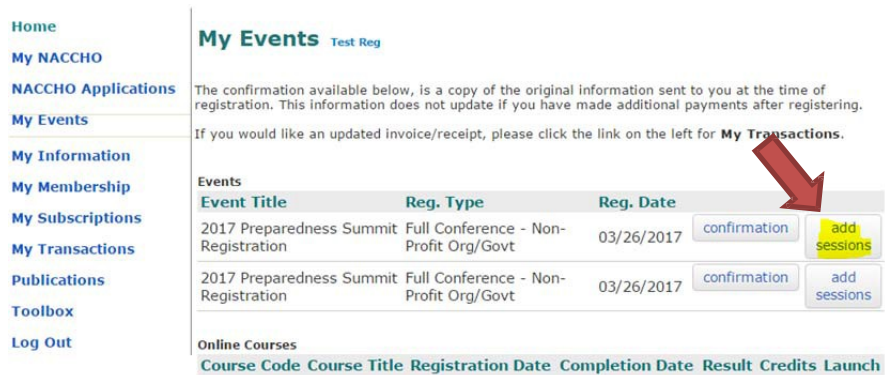 Home
My NACCHO
NACCHO Applications
My Events
My Information
My Membership
My Subscriptions
My Transactions
Publications
Toolbox
Log Out
My Events Test Reg
The confirmation available below, is a copy of the original information sent to you at the time of
registration. This information does not update if you have made additional payments after registering.
If you would like an updated invoice/receipt, please click the link on the left for My Transactions.
Events
Event Title Reg. Type Reg. Date
2017 Preparedness Summit Full Conference - Non-
Registration Profit Org/Govt 03/26/2017 confirmation add
sessions
2017 Preparedness Summit Full Conference - Non-
Registration Profit Org/Govt 03/26/2017 confirmation add
sessions
Online Courses
Course Code Course Title Registration Date Completion Date Result Credits Launch